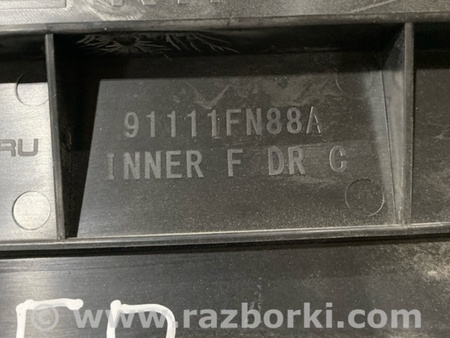 91111FN88A
RU
INNER F DR G
© www.razborki.com